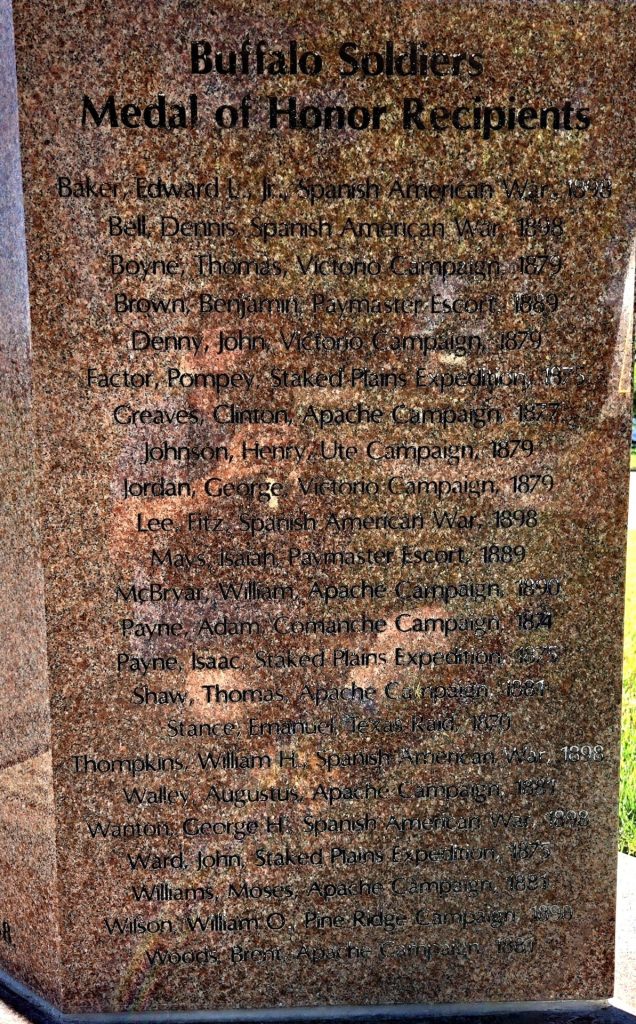 Buffalo Soldiers
Medal of Honor Recipients
Baker, Edward L., Jr., Spanish American War, 1898
Bell, Dennis, Spanish American War, 1898
Boyne, Thomas, Victorio Campaign, 1879
Brown, Benjamin, Paymaster Escort, 1889
Denny, John, Victorio Campaign, 1879
Factor, Pompey, Staked Plains Expedition, 1875
Greaves, Clinton, Apache Campaign, 1877
Johnson, Henry, Ute Campaign, 1879
Jordan, George, Victorio Campaign, 1879
Lee, Fitz, Spanish American War, 1898
Mays, Isaiah, Paymaster Escort, 1889
McBryar, William, Apache Campaign, 1890
Payne, Adam, Comanche Campaign, 1874
Payne, Isaac, Staked Plains Expedition, 1875
Shaw, Thomas, Apache Campaign, 1881
Stance, Emanuel, Texas Raid, 1870
Thompkins, William H., Spanish American War, 1898
Walley, Augustus, Apache Campaign, 1881
Wanton, George H., Spanish American War, 1898
Ward, John, Staked Plains Expedition, 1875
Williams, Moses, Apache Campaign, 1881
Wilson, William O., Pine Ridge Campaign, 1890
Woods, Brent, Apache Campaign, 1881